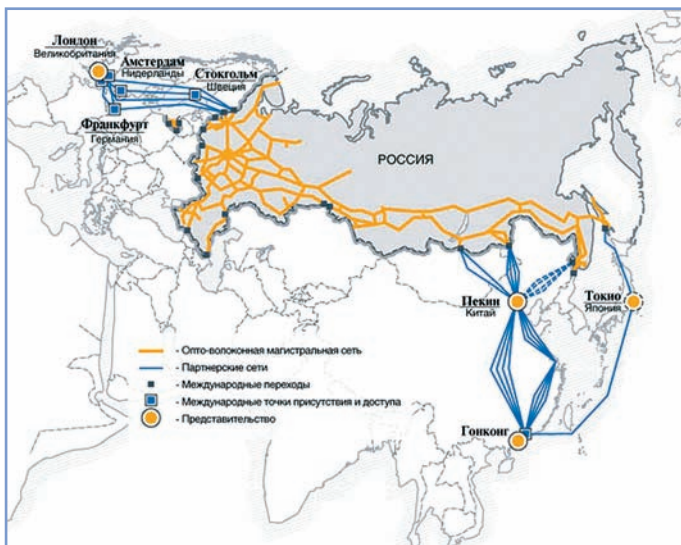 Лондон
Великобритания
Амстердам
Нидерланды
Стокгольм
Швеция
Франкфурт
Германия
РОССИЯ
Пекин
Китай
Токио
Япония
Гонконг
- Опто-волоконная магистральная сеть
- Партнерские сети
- Международные переходы
- Международные точки присутствия и доступа
- Представительство